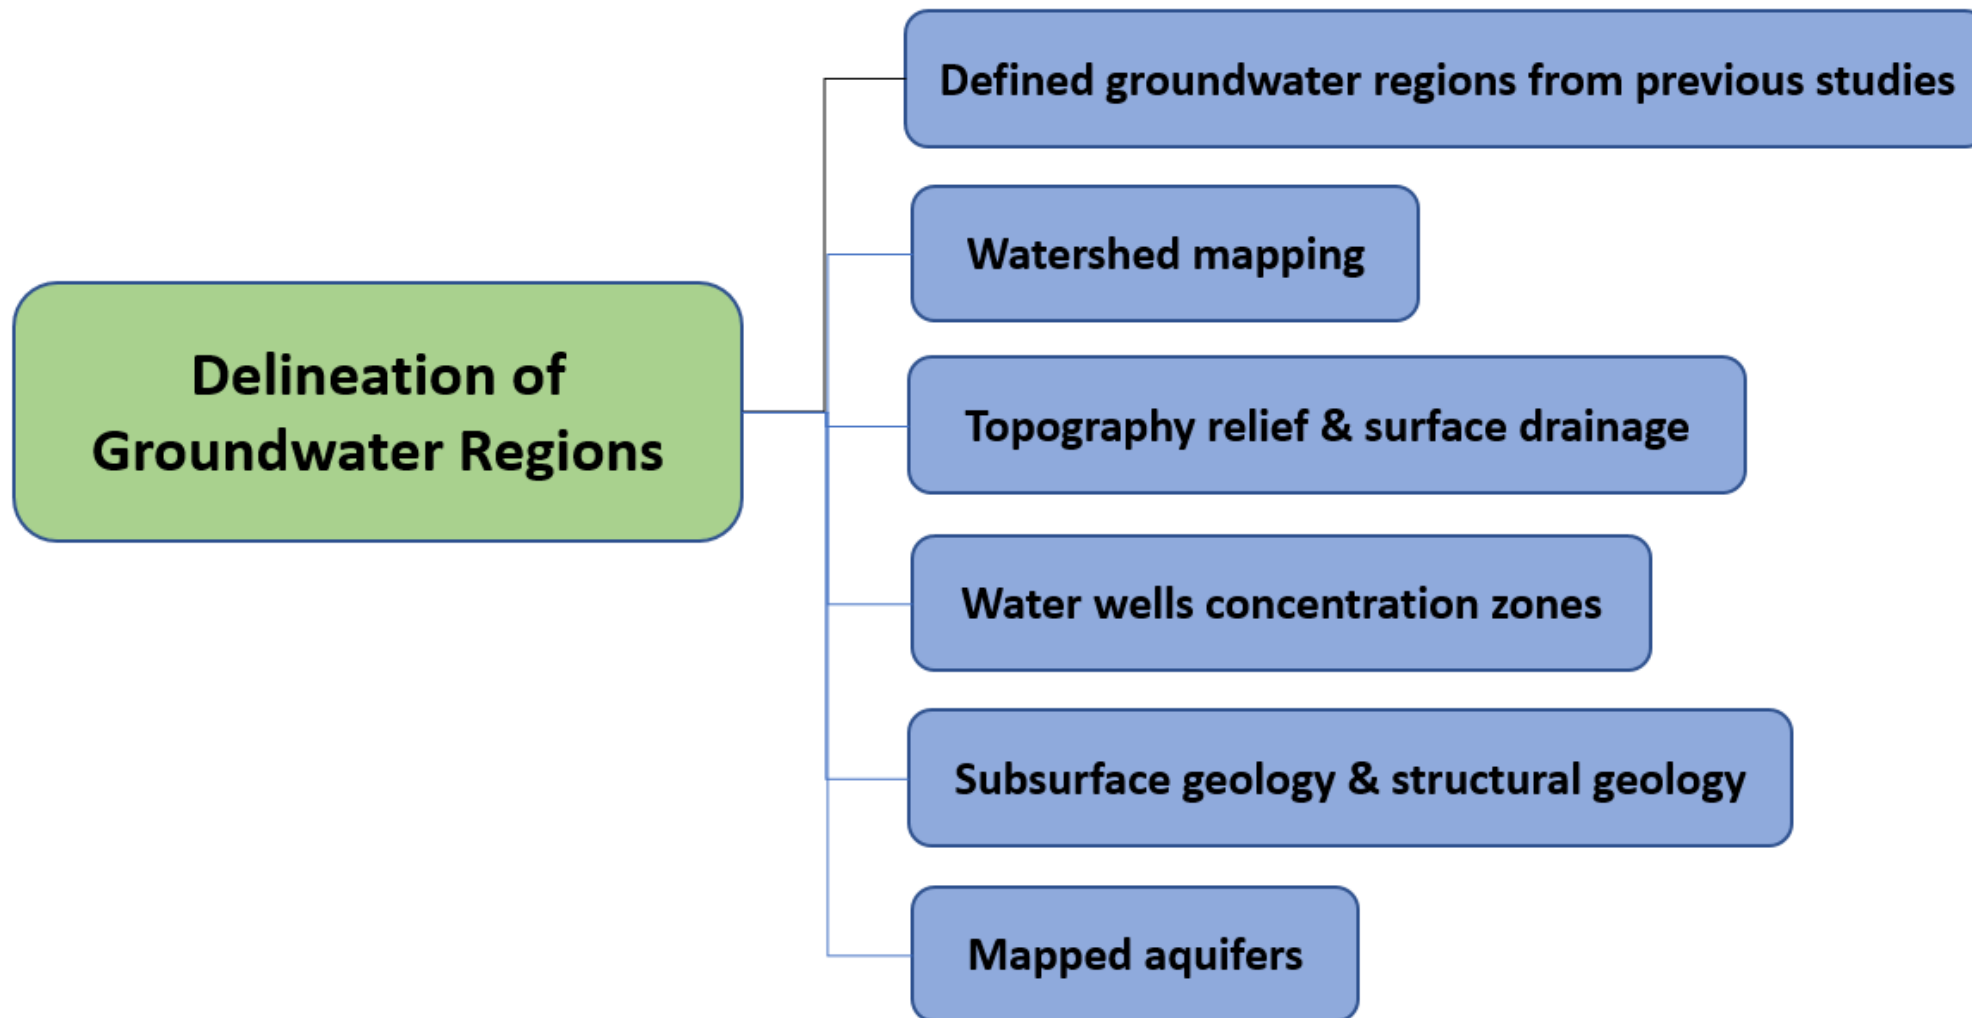 Defined groundwater regions from previous studies
Watershed mapping
Delineation of
Groundwater Regions
Topography relief & surface drainage
Water wells concentration zones
Subsurface geology & structural geology
Mapped aquifers